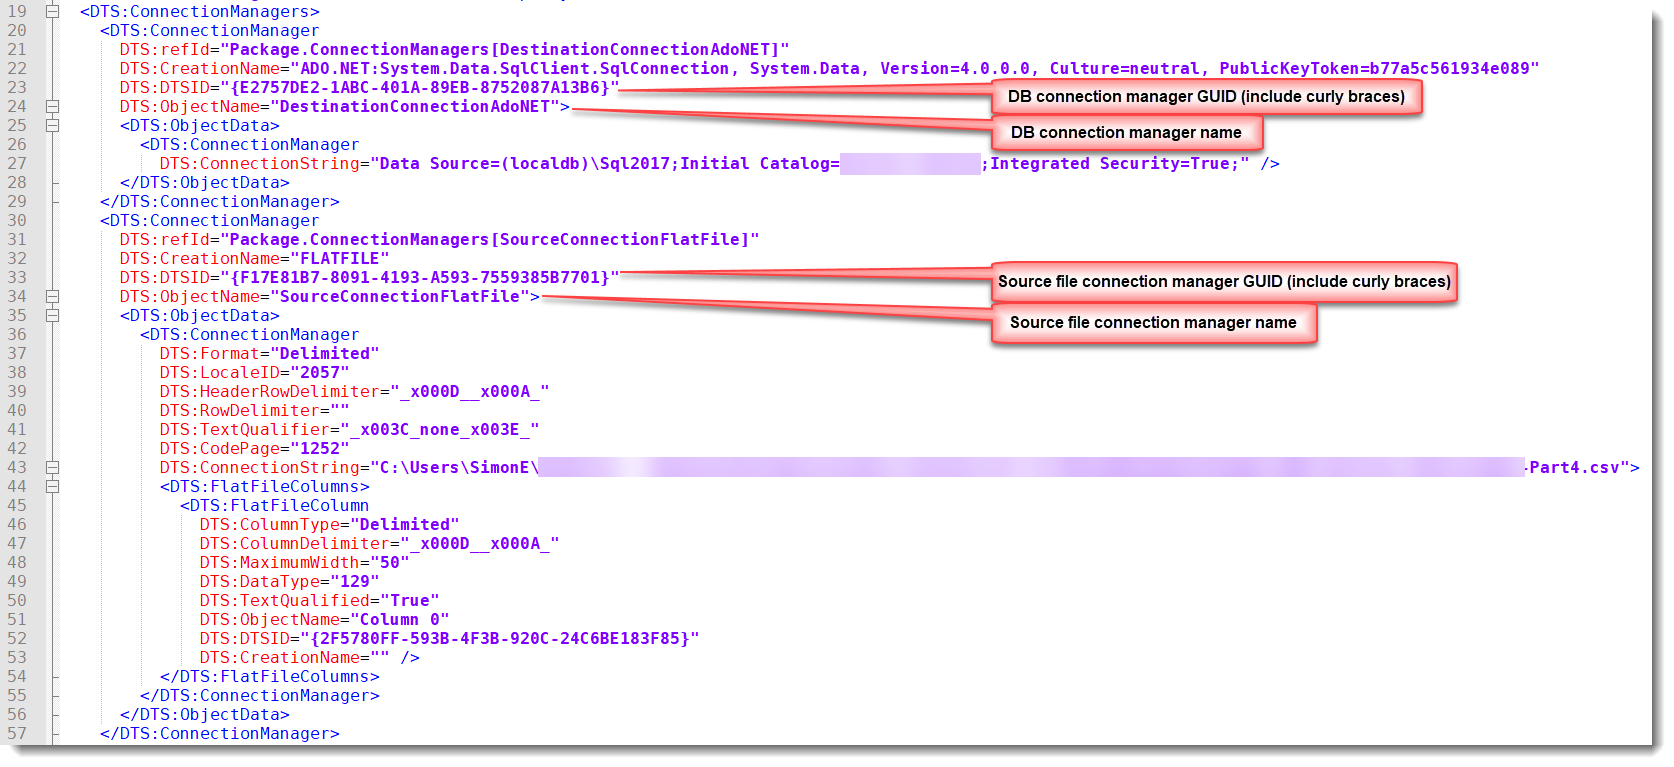 19 <DTS:ConnectionManagers>
20 <DTS:ConnectionManager
21 DTS:refId="Package.ConnectionManagers[DestinationConnectionAdoNET]"
22 DTS:CreationName="ADO.NET:System.Data.SqlClient.SqlConnection, System.Data, Version=4.0.0.0, Culture=neutral, PublicKeyToken=b77a5c561934e089"
23 DTS:DTSID="{E2757DE2-1ABC-401A-89EB-8752087A13B6}"
DB connection manager GUID (include curly braces)
24 DTS:ObjectName="DestinationConnectionAdoNET">
DB connection manager name
25 <DTS:ObjectData>
26 <DTS:ConnectionManager
27 DTS:ConnectionString="Data Source=(localdb)\Sql2017;Initial Catalog= ;Integrated Security=True;" />
28 </DTS:ObjectData>
29 </DTS:ConnectionManager>
30 <DTS:ConnectionManager
31 DTS:refId="Package.ConnectionManagers[SourceConnectionFlatFile]"
32 DTS:CreationName="FLATFILE"
33 DTS:DTSID="{F17E81B7-8091-4193-A593-7559385B7701}"
Source file connection manager GUID (include curly braces)
34 DTS:ObjectName="SourceConnectionFlatFile">
Source file connection manager name
35 <DTS:ObjectData>
36 <DTS:ConnectionManager
37 DTS:Format="Delimited"
38 DTS:LocaleID="2057"
39 DTS:HeaderRowDelimiter="_x000D__x000A_"
40 DTS:RowDelimiter=""
41 DTS:TextQualifier="_x003C_none_x003E_"
42 DTS:CodePage="1252"
43 DTS:ConnectionString="C:\Users\SimonE\ -Part4.csv">
44 <DTS:FlatFileColumns>
45 <DTS:FlatFileColumn
46 DTS:ColumnType="Delimited"
47 DTS:ColumnDelimiter="_x000D__x000A_"
48 DTS:MaximumWidth="50"
49 DTS:DataType="129"
50 DTS:TextQualified="True"
51 DTS:ObjectName="Column 0"
52 DTS:DTSID="{2F5780FF-593B-4F3B-920C-24C6BE183F85}"
53 DTS:CreationName="" />
54 </DTS:FlatFileColumns>
55 </DTS:ConnectionManager>
56 </DTS:ObjectData>
57 </DTS:ConnectionManager>